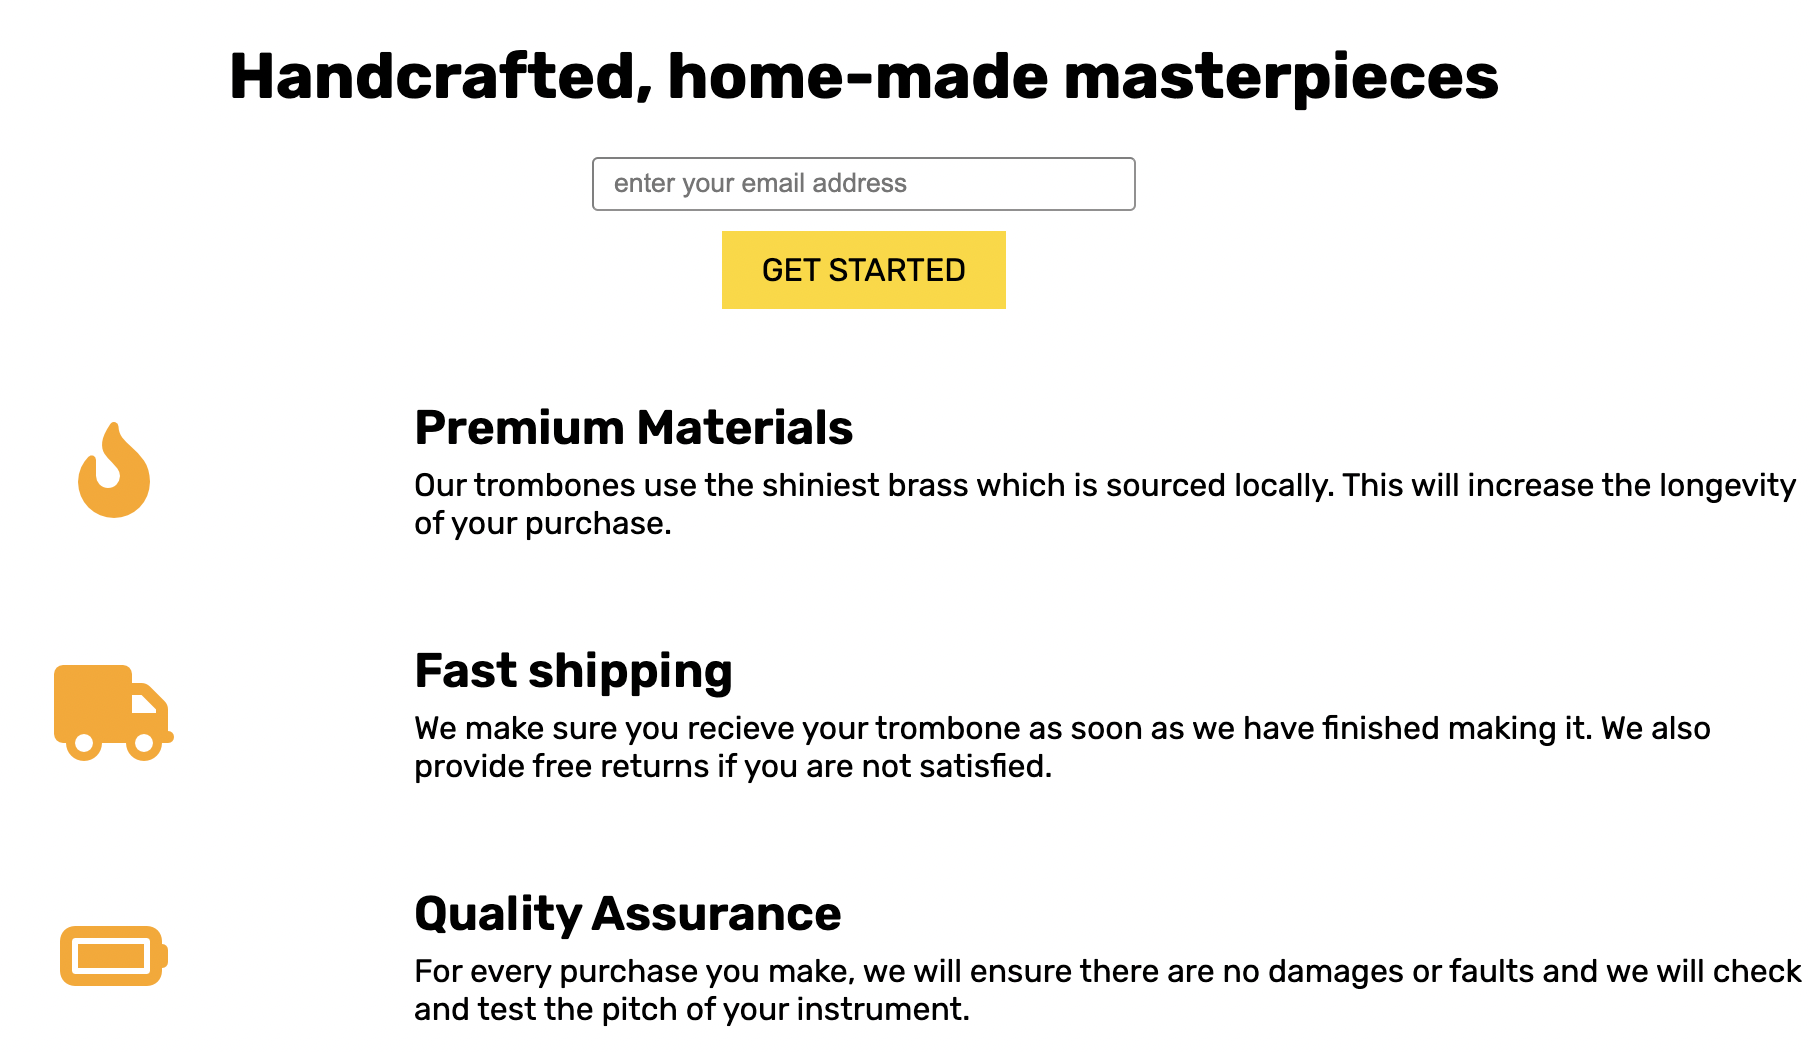 Handcrafted, home-made masterpieces
enter your email address
GET STARTED
Premium Materials
Our trombones use the shiniest brass which is sourced locally. This will increase the longevity
of your purchase.
Fast shipping
We make sure you recieve your trombone as soon as we have finished making it. We also
provide free returns if you are not satisfied.
Quality Assurance
For every purchase you make, we will ensure there are no damages or faults and we will check
and test the pitch of your instrument.